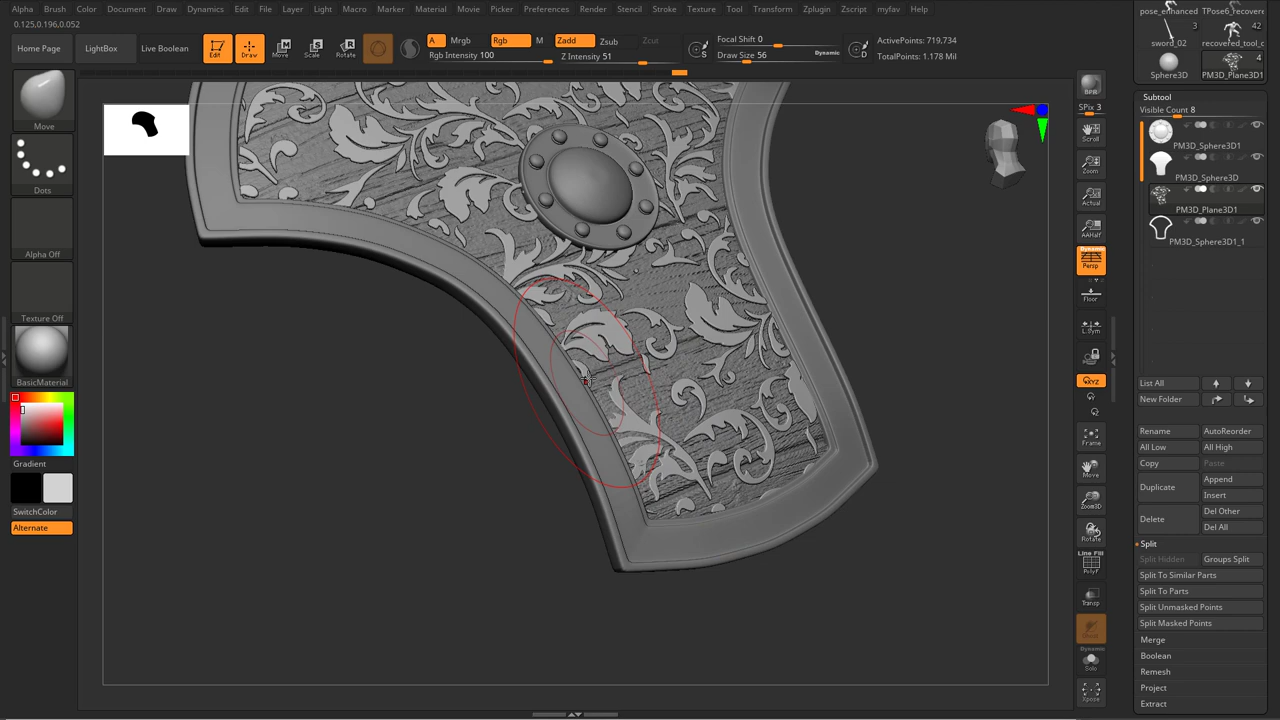 Alpha Brush Color Document Draw Dynamics Edit File Layer Light Macro Marker Material Movie Picker Preferences Render Stencil Stroke Texture Tool Transform Zplugin Zscript myfav Help
0.125,0.196,0.052
Home Page LightBox Live Boolean Edit Draw Move Scale Rotate
A Mrgb Rgb M Zadd Zsub Zcut
Rgb Intensity 100 Z Intensity 51
Focal Shift 0
Draw Size 56 Dynamic
ActivePoints: 719,734
TotalPoints: 1.178 Mil
Move
Dots
Alpha Off
Texture Off
BasicMaterial
Gradient
SwitchColor
Alternate
BPR
SPix 3
Scroll
Zoom
Actual
AAHalf
Dynamic
Persp
Floor
L.Sym
XYZ
Frame
Move
Zoom3D
Rotate
Line Fill
PolyF
Transp
Dynamic
Solo
Xpose
pose_enhanced TPose6_recovere
3 42
sword_02 recovered_tool_c
4
Sphere3D PM3D_Plane3D1
Subtool
Visible Count 8
PM3D_Sphere3D1
PM3D_Sphere3D
PM3D_Plane3D1
PM3D_Sphere3D1_1
List All
New Folder
Rename AutoReorder
All Low All High
Copy Paste
Duplicate Append
Insert
Delete Del Other
Del All
Split
Split Hidden Groups Split
Split To Similar Parts
Split To Parts
Split Unmasked Points
Split Masked Points
Merge
Boolean
Remesh
Project
Extract